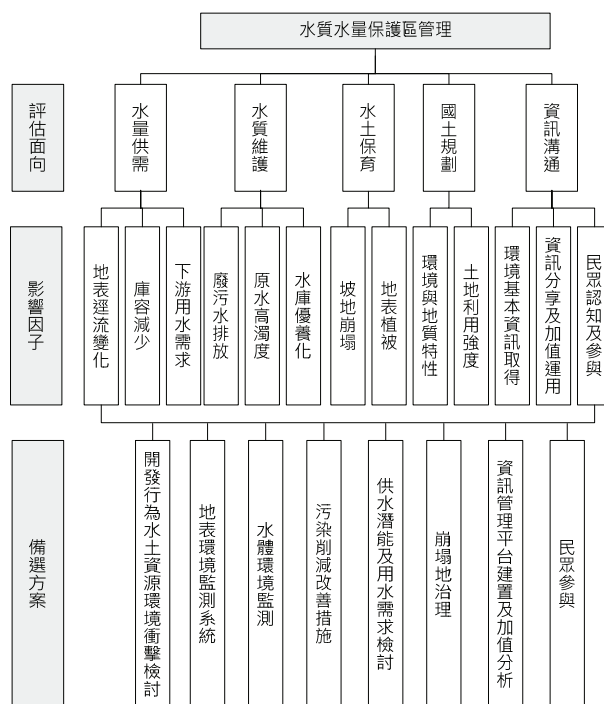 水質水量保護區管理
評估面向
水量供需
水質維護
水土保育
國土規劃
資訊溝通
影響因子
地表逕流變化
庫容減少
下游用水需求
廢污水排放
原水高濁度
水庫優養化
坡地崩塌
地表植被
環境與地質特性
土地利用強度
環境基本資訊取得
資訊分享及加值運用
民眾認知及參與
備選方案
開發行為水土資源環境衝擊檢討
地表環境監測系統
水體環境監測
污染削減改善措施
供水潛能及用水需求檢討
崩塌地治理
資訊管理平台建置及加值分析
民眾參與